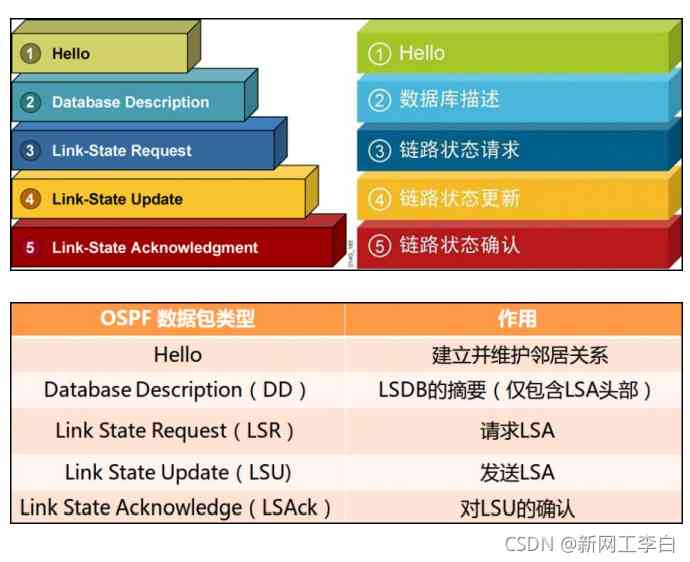 1 Hello
2 Database Description
3 Link-State Request
4 Link-State Update
5 Link-State Acknowledgment
1 Hello
2 数据库描述
3 链路状态请求
4 链路状态更新
5 链路状态确认
OSPF 数据包类型 作用
Hello 建立并维护邻居关系
Database Description（DD） LSDB的摘要（仅包含LSA头部）
Link State Request（LSR） 请求LSA
Link State Update（LSU) 发送LSA
Link State Acknowledge（LSAck） 对LSU的确认
CSDN @新网工李白